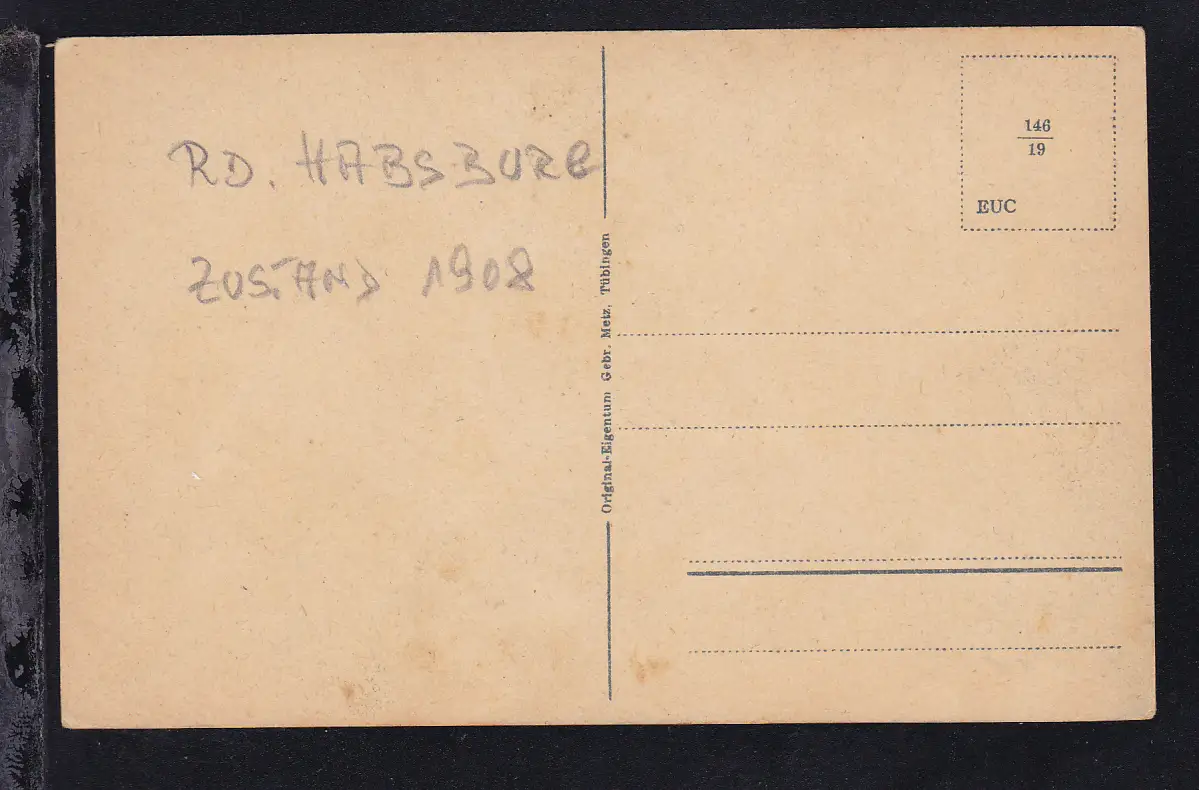 RD. HABSBURG
ZUSTAND 1908
Original-Eigentum Gebr. Metz, Tübingen
146
19
EUC